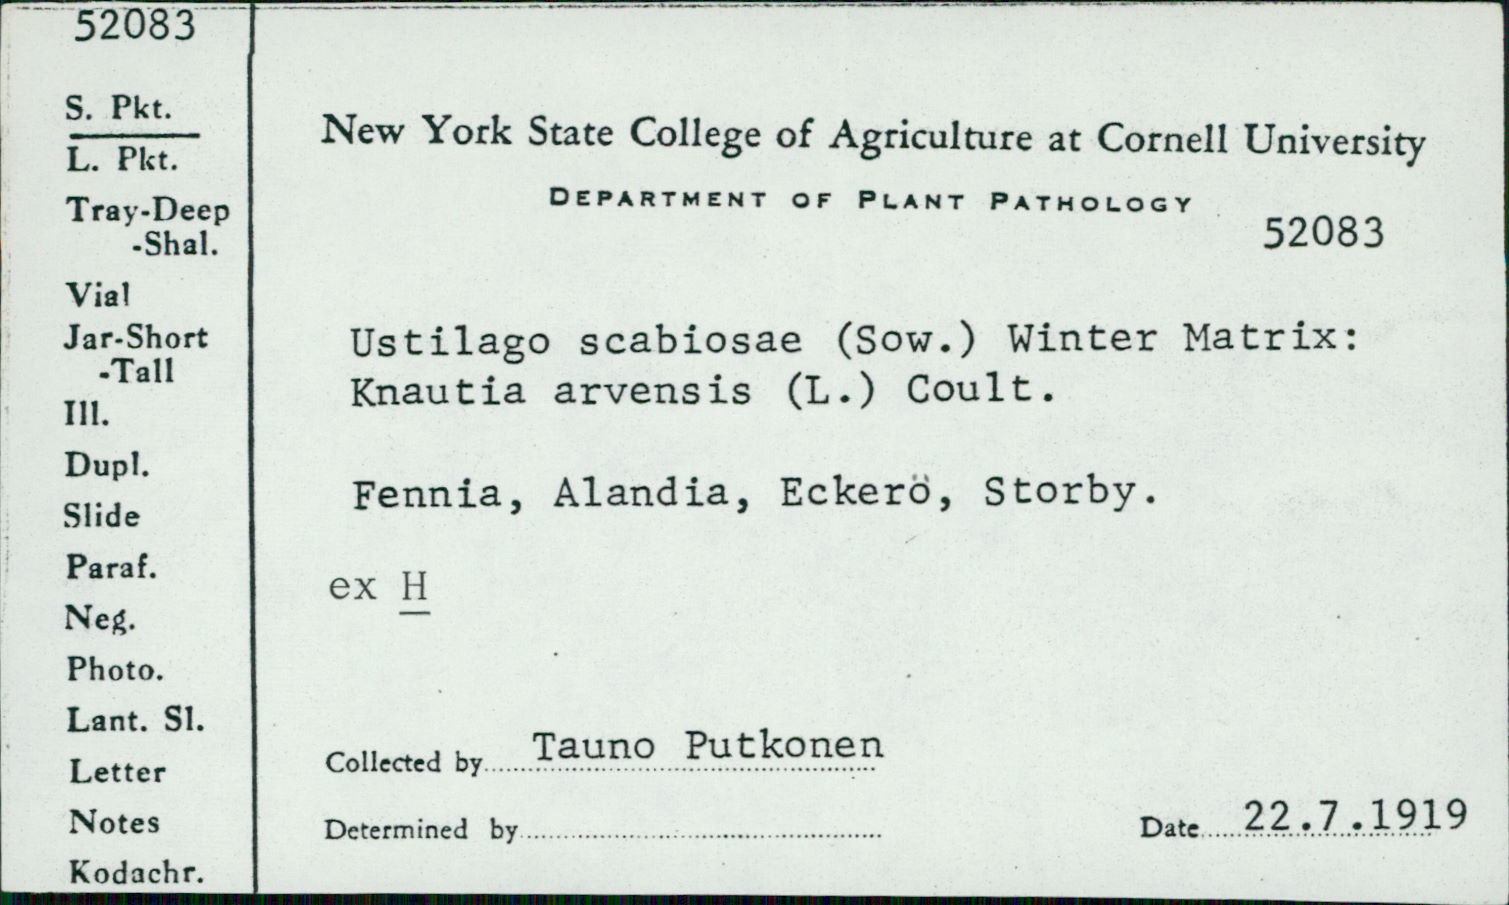 52083
S. Pkt.
L. Pkt.
Tray-Deep
-Shal.
Vial
Jar-Short
-Tall
Ill.
Dupl.
Slide
Paraf.
Neg.
Photo.
Lant. Sl.
Letter
Notes
Kodachr.
New York State College of Agriculture at Cornell University
DEPARTMENT OF PLANT PATHOLOGY
52083
Ustilago scabiosae (Sow.) Winter Matrix:
Knautia arvensis (L.) Coult.
Fennia, Alandia, Eckerö, Storby.
ex H
Collected by Tauno Putkonen
Determined by
Date 22.7.1919